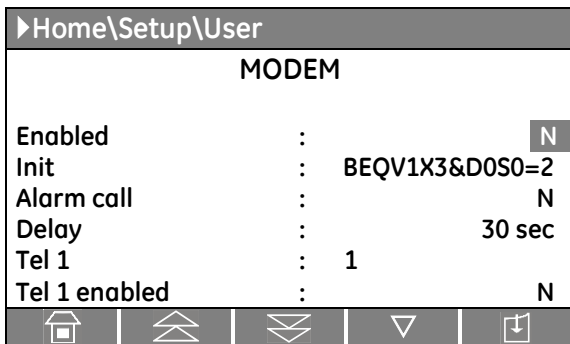 Home\Setup\User
MODEM
Enabled : N
Init : BEQV1X3&D0S0=2
Alarm call : N
Delay : 30 sec
Tel 1 : 1
Tel 1 enabled : N